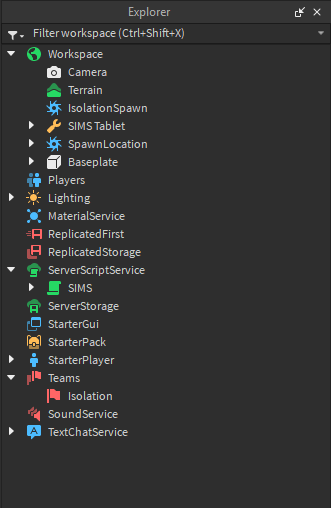 Explorer
Filter workspace (Ctrl+Shift+X)
Workspace
Camera
Terrain
IsolationSpawn
SIMS Tablet
SpawnLocation
Baseplate
Players
Lighting
MaterialService
ReplicatedFirst
ReplicatedStorage
ServerScriptService
SIMS
ServerStorage
StarterGui
StarterPack
StarterPlayer
Teams
Isolation
SoundService
TextChatService